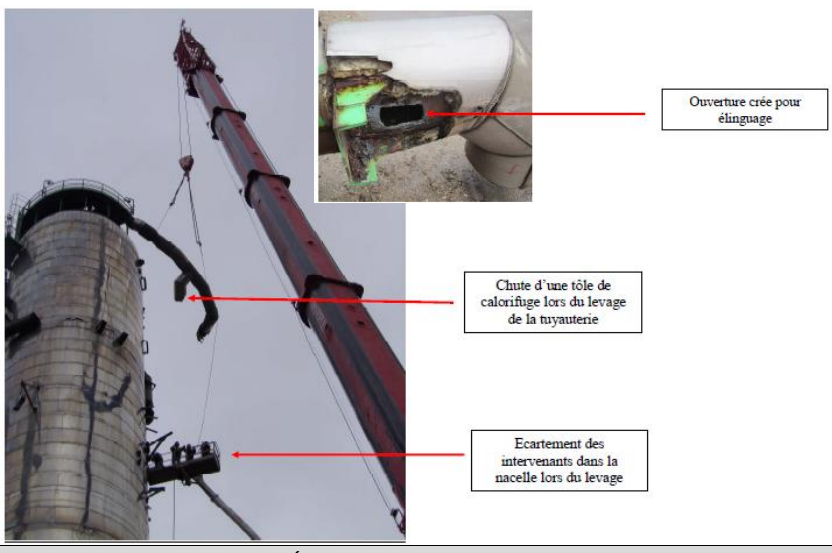 Ouverture crée pour
élinguage
Chute d'une tôle de
calorifuge lors du levage
de la tuyauterie
Ecartement des
intervenants dans la
nacelle lors du levage